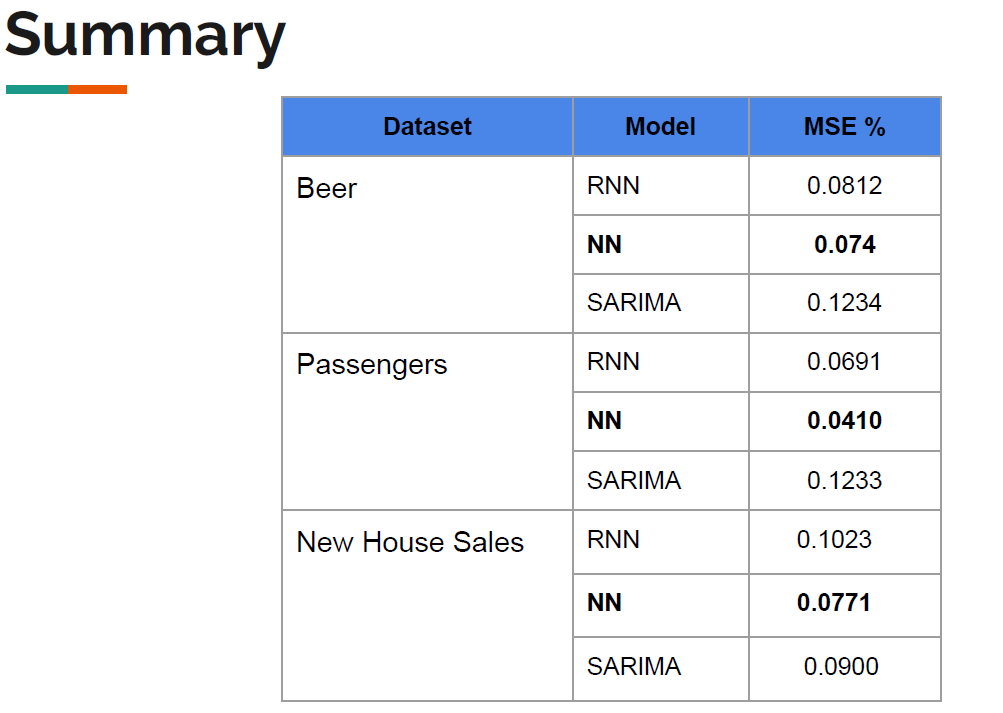 Summary
Dataset Model MSE %
Beer RNN 0.0812
NN 0.074
SARIMA 0.1234
Passengers RNN 0.0691
NN 0.0410
SARIMA 0.1233
New House Sales RNN 0.1023
NN 0.0771
SARIMA 0.0900